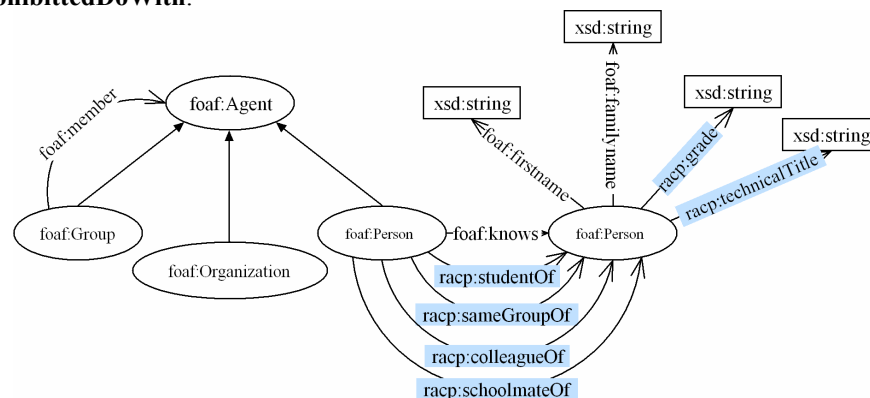 xsd:string
xsd:string
xsd:string
xsd:string
foaf:Agent
foaf:member
foaf:firstname
foaf:familyname
racp:grade
racp:technicalTitle
foaf:Group
foaf:Person
foaf:knows
foaf:Person
foaf:Organization
racp:studentOf
racp:sameGroupOf
racp:colleagueOf
racp:schoolmateOf